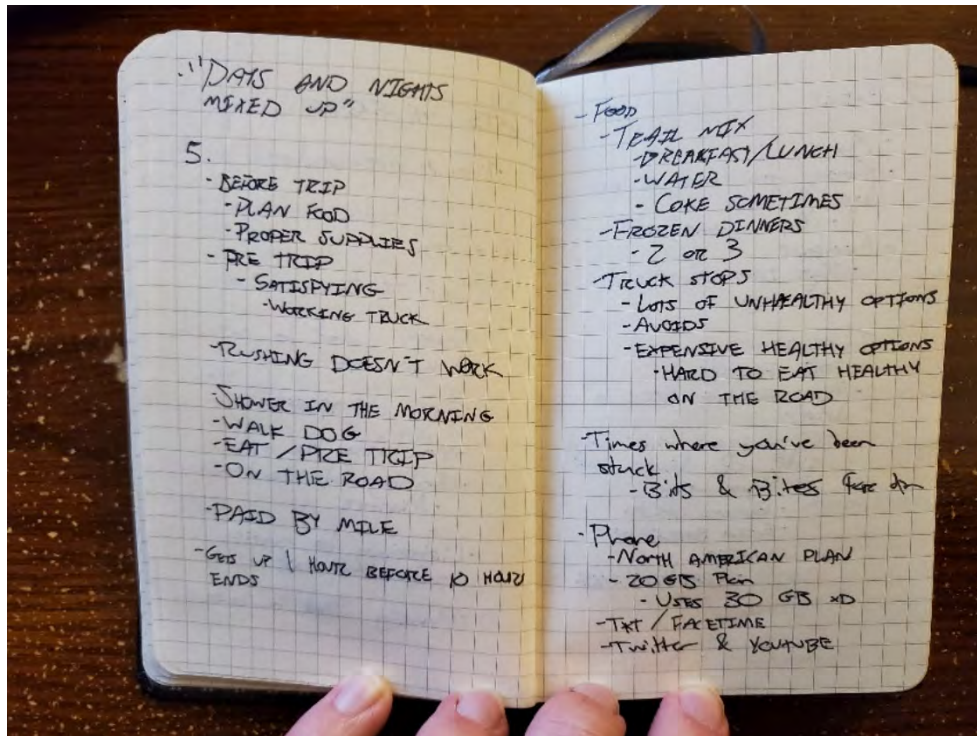 ."DAYS AND NIGHTS
MIXED UP"
5.
- BEFORE TRIP
- PLAN FOOD
- PROPER SUPPLIES
- PRE TRIP
- SATISFYING
- WORKING TRUCK
- RUSHING DOESN'T WORK
- SHOWER IN THE MORNING
- WALK DOG
- EAT / PRE TRIP
- ON THE ROAD
- PAID BY MILE
- GETS UP 1 HOUR BEFORE 10 HOUR
ENDS
- FOOD
- TRAIL MIX
- BREAKFAST/LUNCH
- WATER
- COKE SOMETIMES
- FROZEN DINNERS
- 2 OR 3
- TRUCK STOPS
- LOTS OF UNHEALTHY OPTIONS
- AVOIDS
- EXPENSIVE HEALTHY OPTIONS
- HARD TO EAT HEALTHY
ON THE ROAD
- Times where you've been
stuck
- Bits & Bites for
- Phone
- NORTH AMERICAN PLAN
- 20 GB Plan
- USES 30 GB xD
- TXT / FACETIME
- Twitter & YOUTUBE